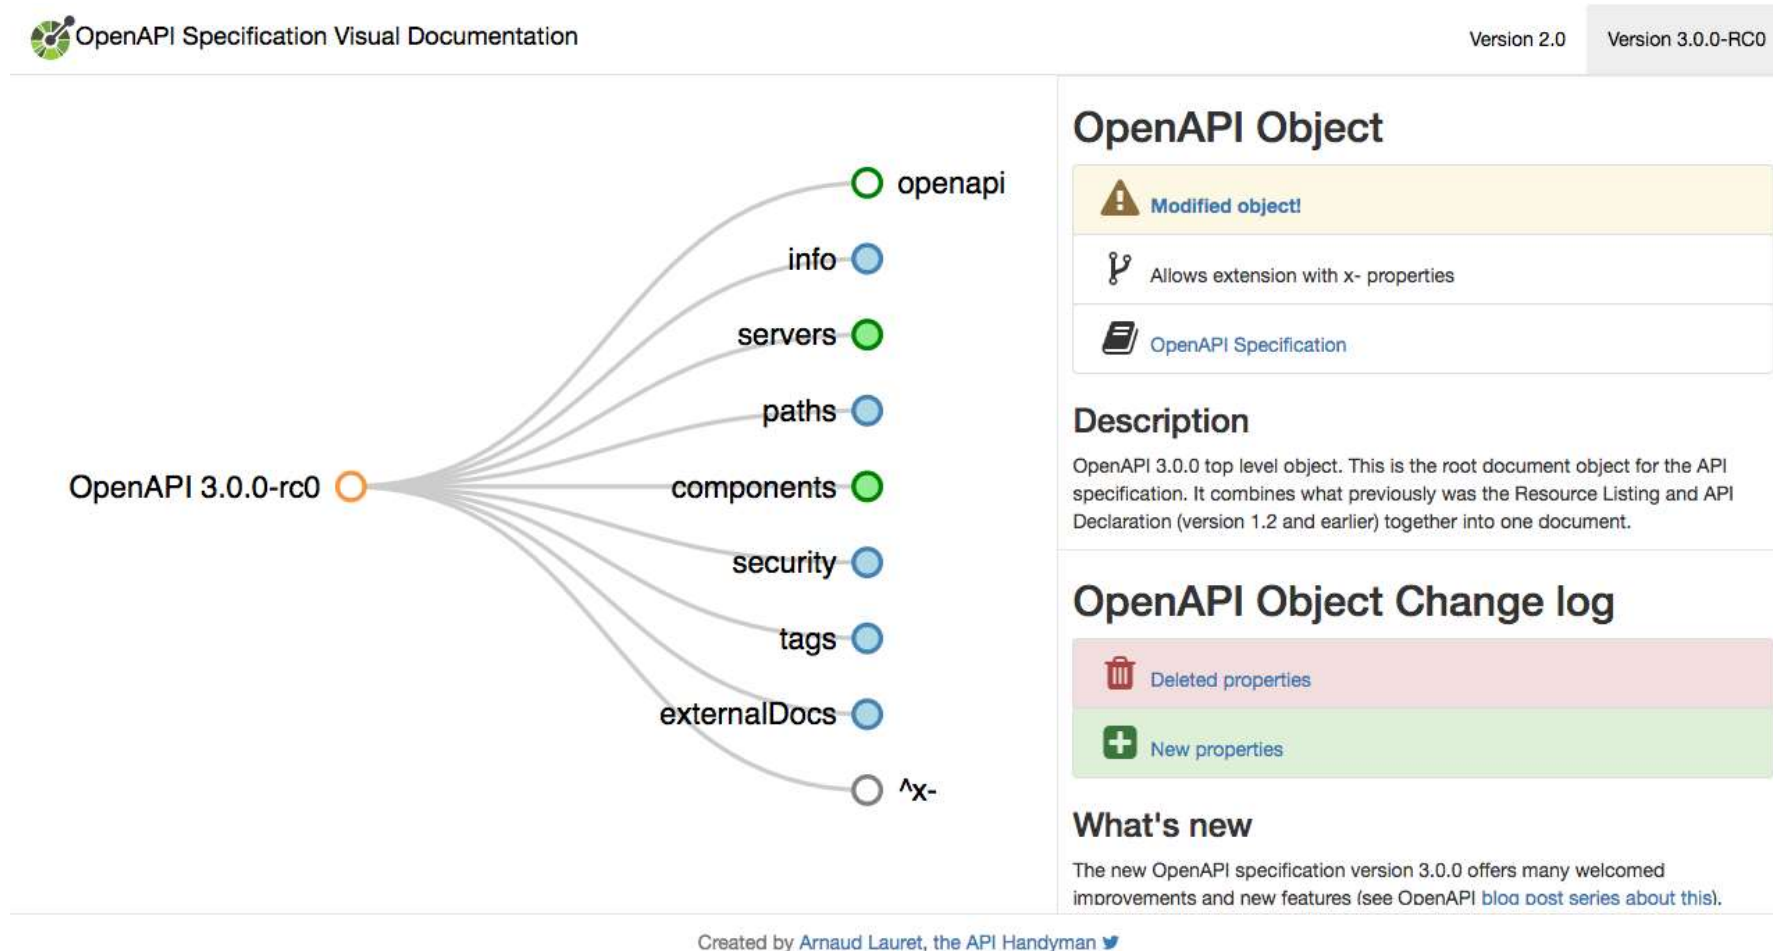 OpenAPI Specification Visual Documentation
Version 2.0
Version 3.0.0-RC0
OpenAPI 3.0.0-rc0
openapi
info
servers
paths
components
security
tags
externalDocs
^x-
OpenAPI Object
Modified object!
Allows extension with x- properties
OpenAPI Specification
Description
OpenAPI 3.0.0 top level object. This is the root document object for the API
specification. It combines what previously was the Resource Listing and API
Declaration (version 1.2 and earlier) together into one document.
OpenAPI Object Change log
Deleted properties
New properties
What's new
The new OpenAPI specification version 3.0.0 offers many welcomed
improvements and new features (see OpenAPI blog post series about this).
Created by Arnaud Lauret, the API Handyman